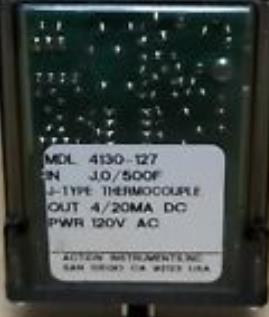 MDL 4130-127
IN J,0/500F
J-TYPE THERMOCOUPLE
OUT 4/20MA DC
PWR 120V AC
ACTION INSTRUMENTS,INC.
SAN DIEGO CA 92123 USA